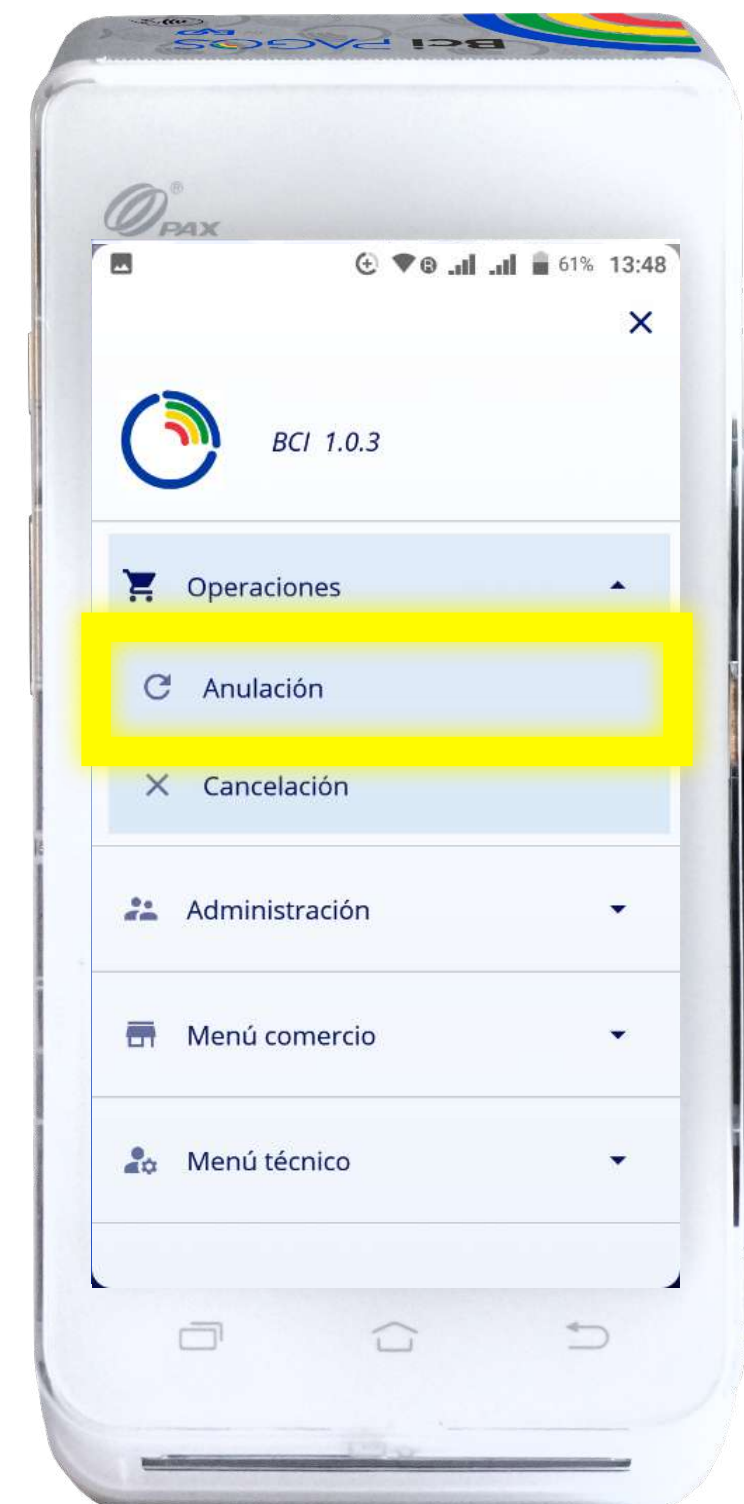 Bci PAGOS
PAX
61% 13:48
BCI 1.0.3
Operaciones
Anulación
Cancelación
Administración
Menú comercio
Menú técnico